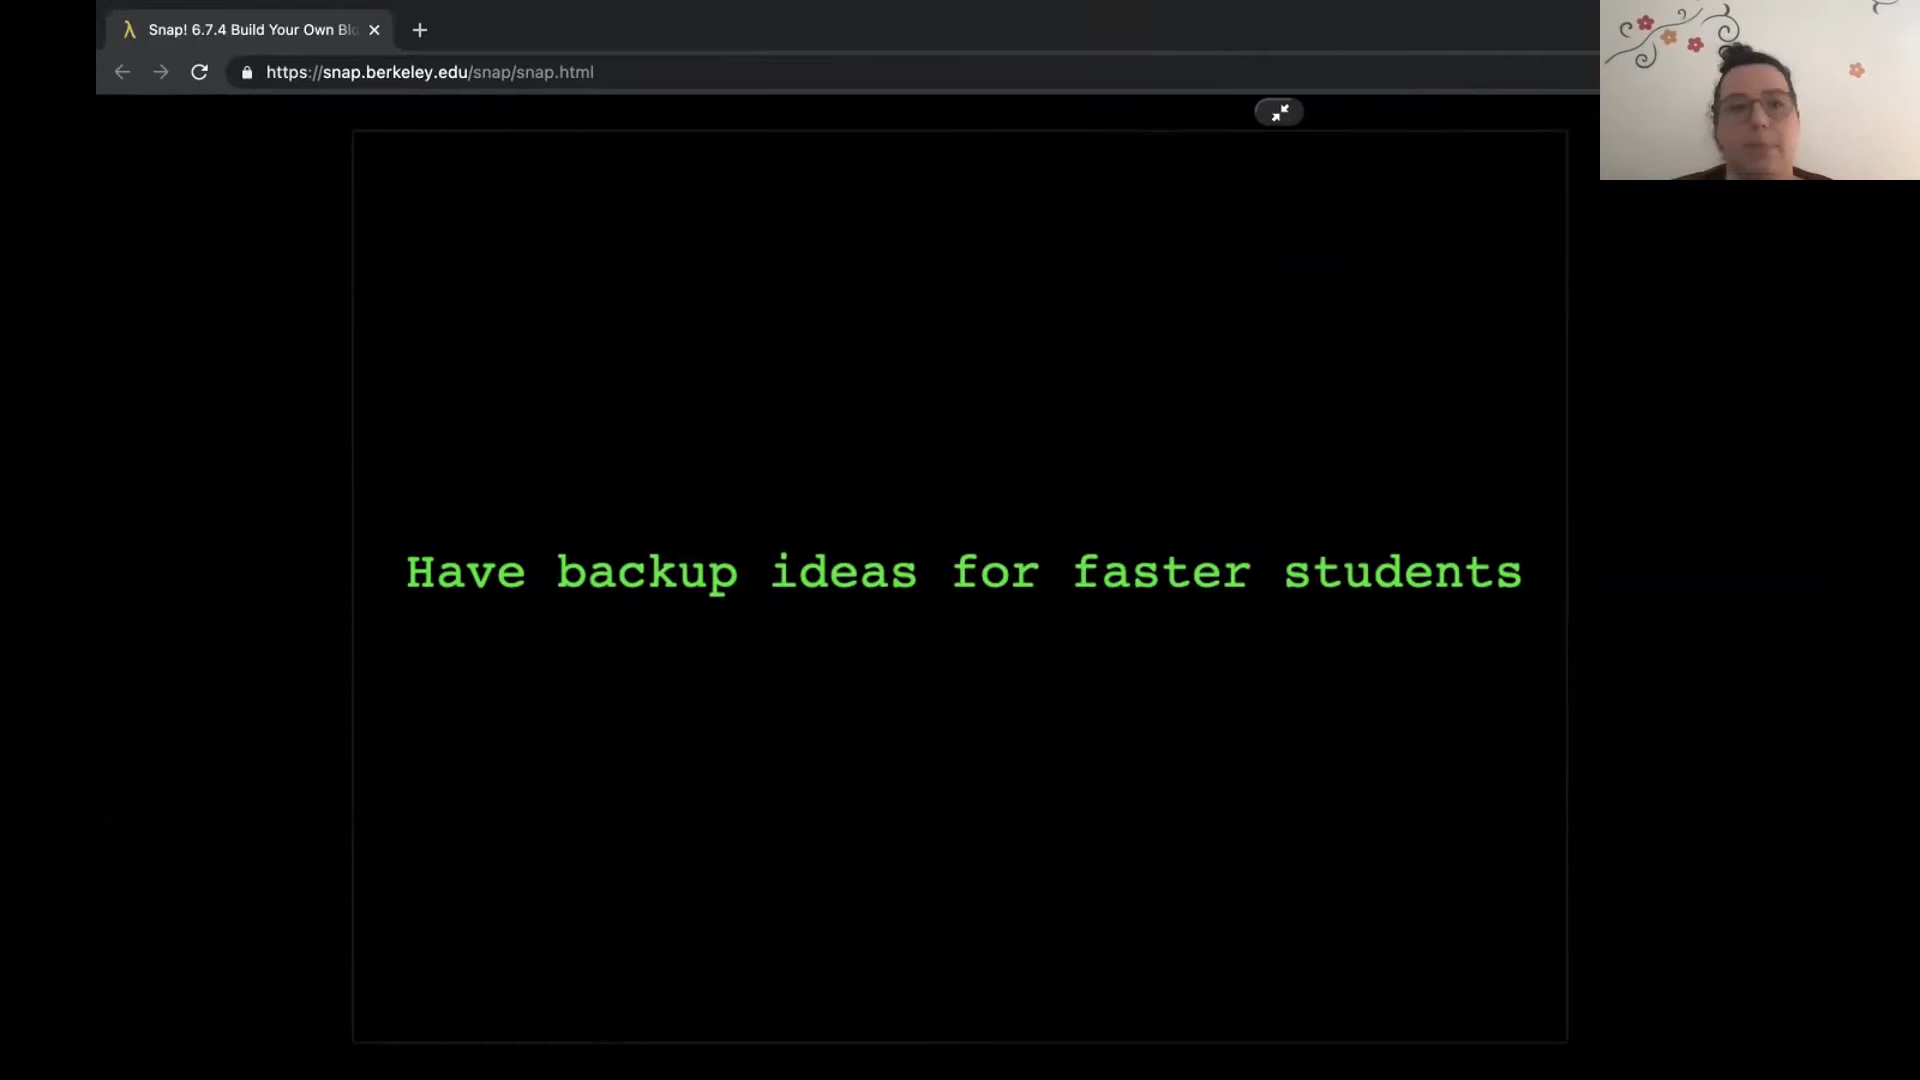 Snap! 6.7.4 Build Your Own Blo
https://snap.berkeley.edu/snap/snap.html
Have backup ideas for faster students